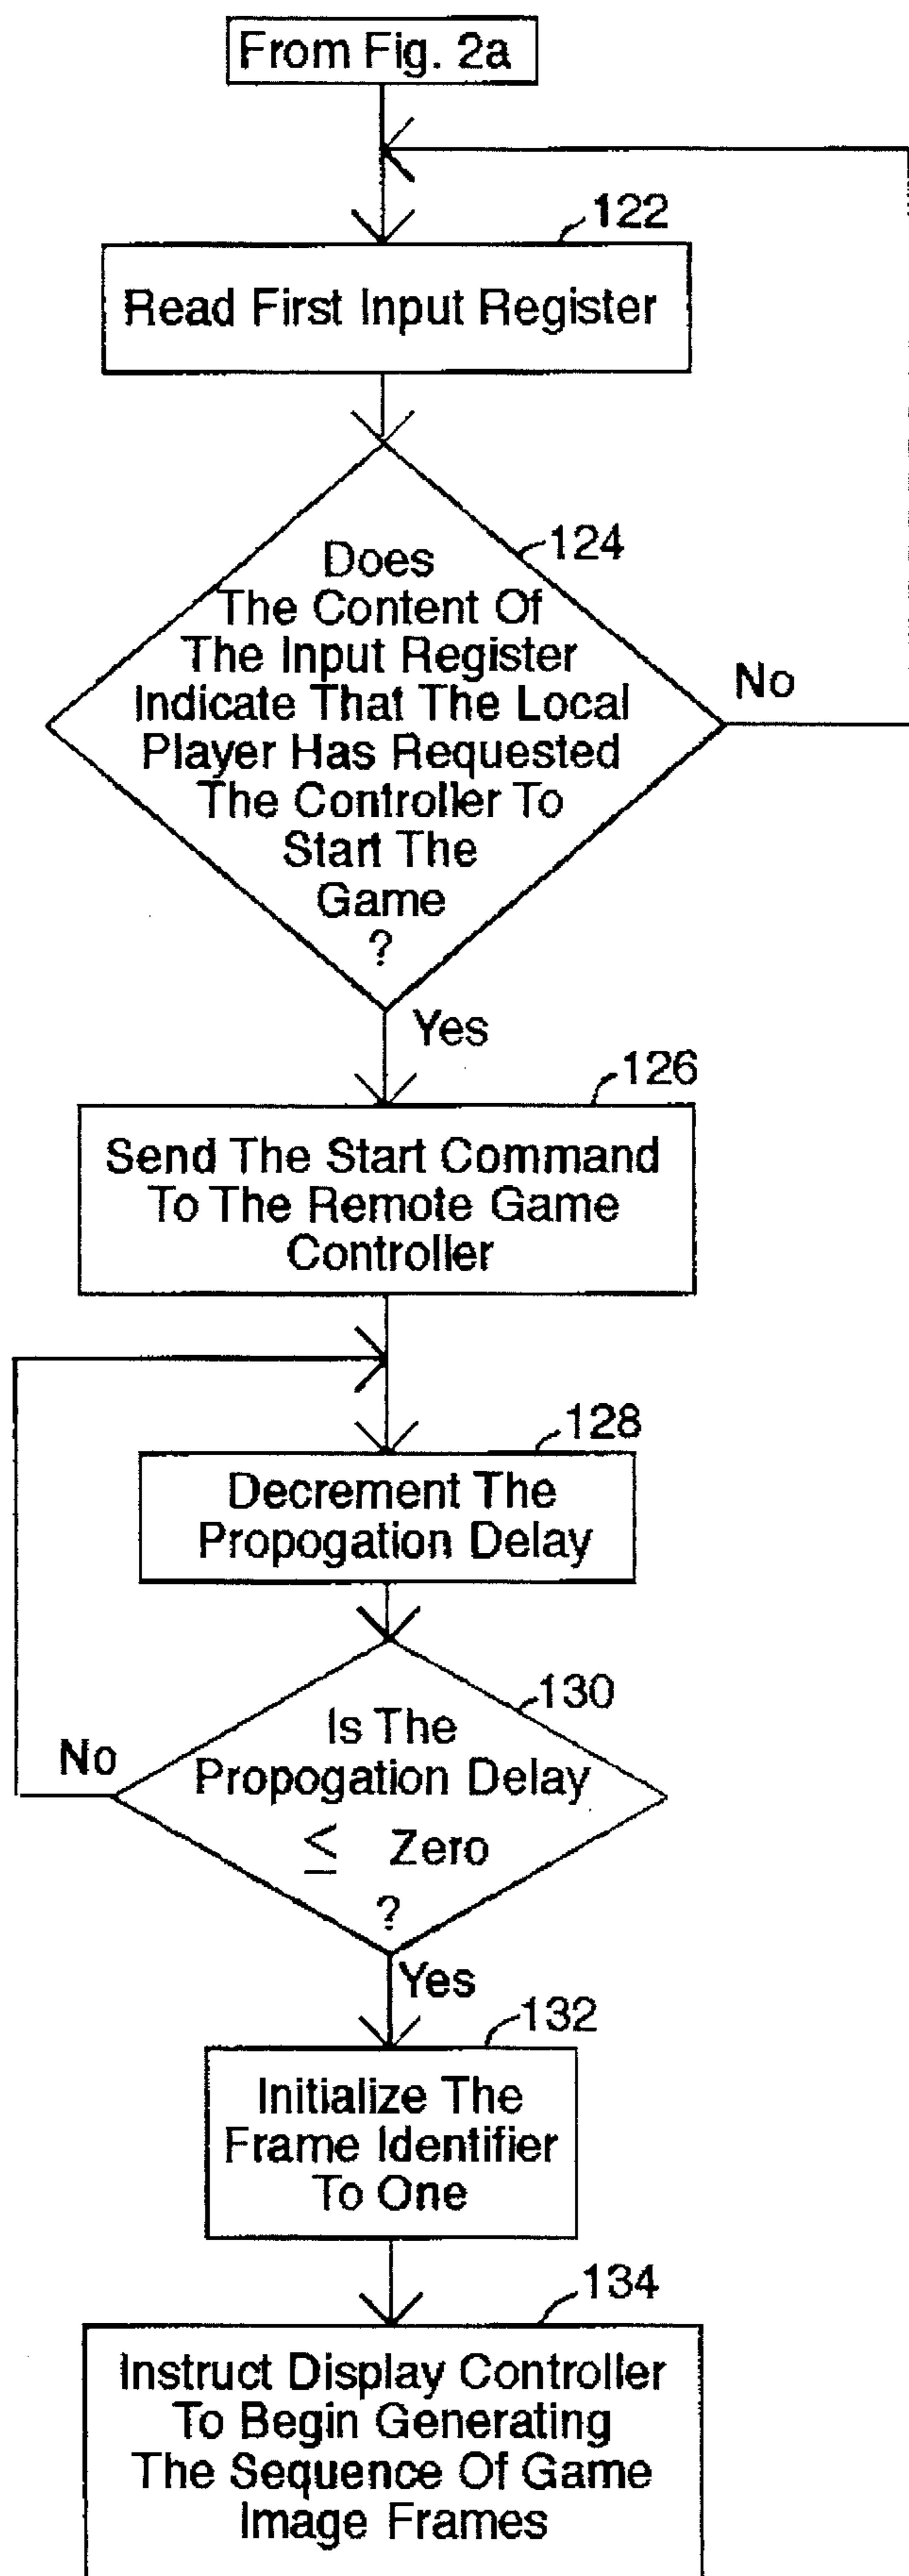 From Fig. 2a
122
Read First Input Register
124
Does
The Content Of
The Input Register
Indicate That The Local
Player Has Requested
The Controller To
Start The
Game
?
No
Yes
126
Send The Start Command
To The Remote Game
Controller
128
Decrement The
Propogation Delay
130
Is The
Propogation Delay
≤ Zero
?
No
Yes
132
Initialize The
Frame Identifier
To One
134
Instruct Display Controller
To Begin Generating
The Sequence Of Game
Image Frames